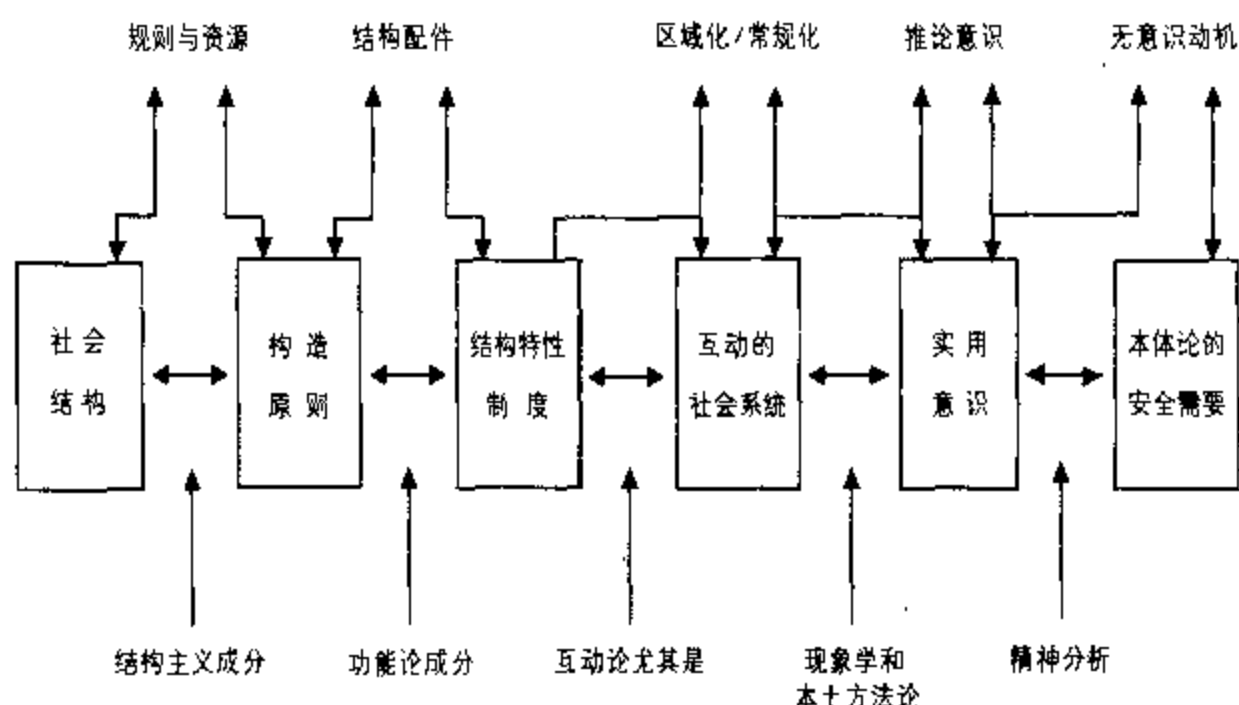 规则与资源
结构配件
区域化/常规化
推论意识
无意识动机
社会
结构
构造
原则
结构特性
制度
互动的
社会系统
实用
意识
本体论的
安全需要
结构主义成分
功能论成分
互动论尤其是
现象学和
本土方法论
精神分析